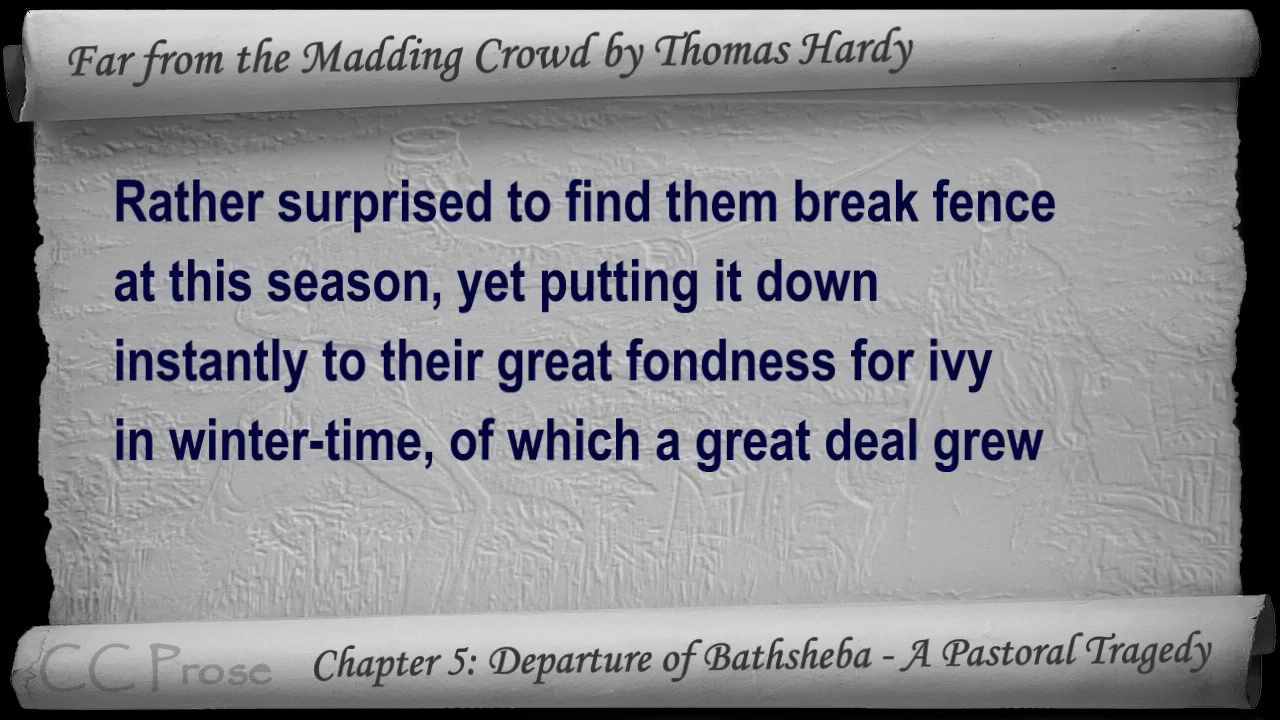 Far from the Madding Crowd by Thomas Hardy
Rather surprised to find them break fence
at this season, yet putting it down
instantly to their great fondness for ivy
in winter-time, of which a great deal grew
CC Prose
Chapter 5: Departure of Bathsheba - A Pastoral Tragedy